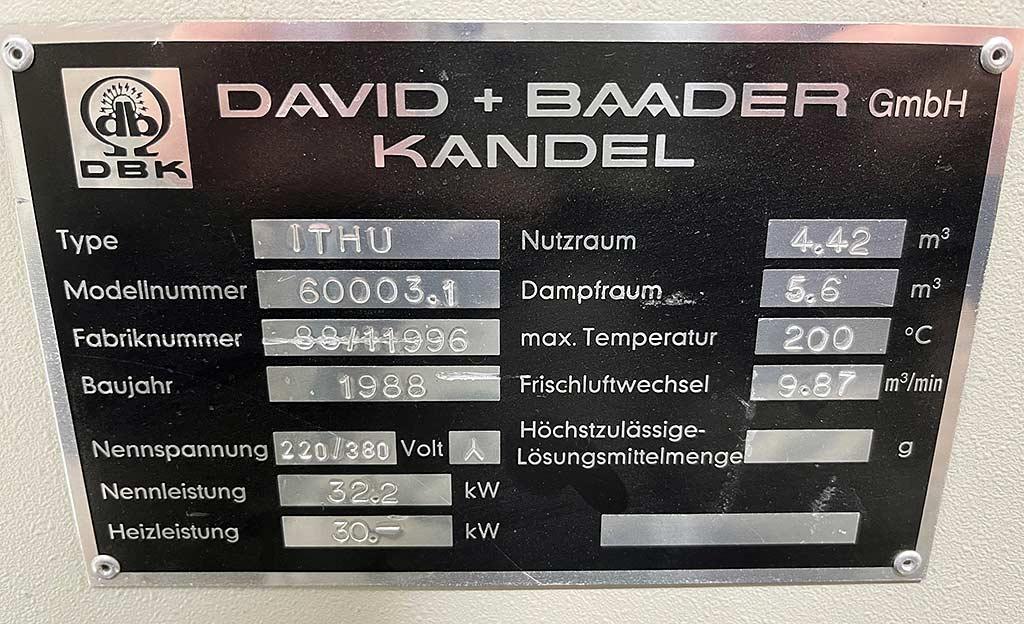 DBK
DAVID + BAADER GmbH
KANDEL
Type ITHU
Modellnummer 60003.1
Fabriknummer 88/11996
Baujahr 1988
Nennspannung 220/380 Volt
Nennleistung 32.2 kW
Heizleistung 30.- kW
Nutzraum 4.42 m³
Dampfraum 5.6 m³
max. Temperatur 200 °C
Frischluftwechsel 9.87 m³/min
Höchstzulässige-
Lösungsmittelmenge g